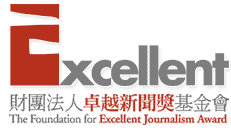 Excellent
財團法人卓越新聞獎基金會
The Foundation for Excellent Journalism Award